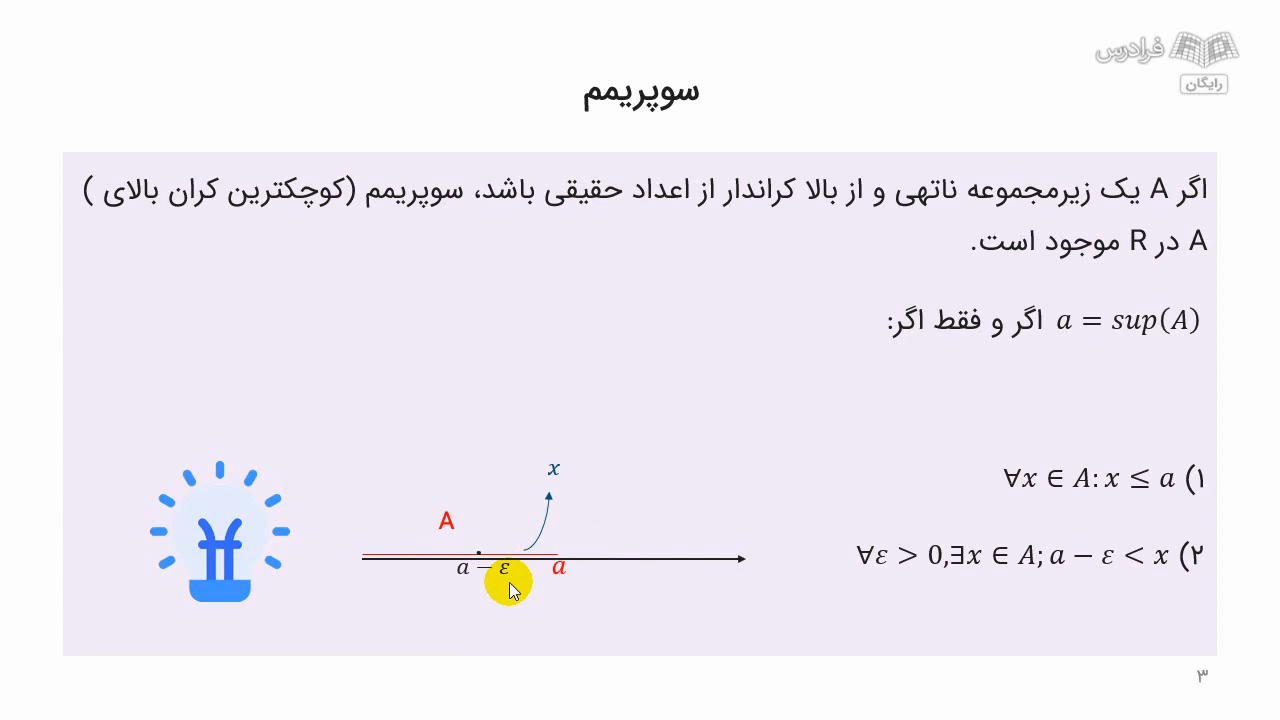 فرادرس
رایگان
سوپریمم
اگر A یک زیرمجموعه ناتهی و از بالا کراندار از اعداد حقیقی باشد، سوپریمم (کوچکترین کران بالای )
A در R موجود است.
a = sup(A) اگر و فقط اگر:
۱) ∀x ∈ A: x ≤ a
۲) ∀ε > 0,∃x ∈ A; a − ε < x
x
A
a − ε
a
۳